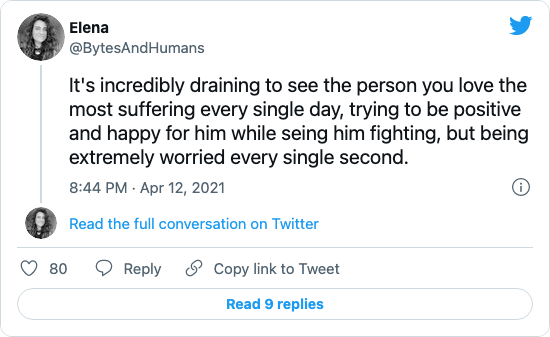 Elena
@BytesAndHumans
It's incredibly draining to see the person you love the
most suffering every single day, trying to be positive
and happy for him while seing him fighting, but being
extremely worried every single second.
8:44 PM · Apr 12, 2021
Read the full conversation on Twitter
80 Reply Copy link to Tweet
Read 9 replies